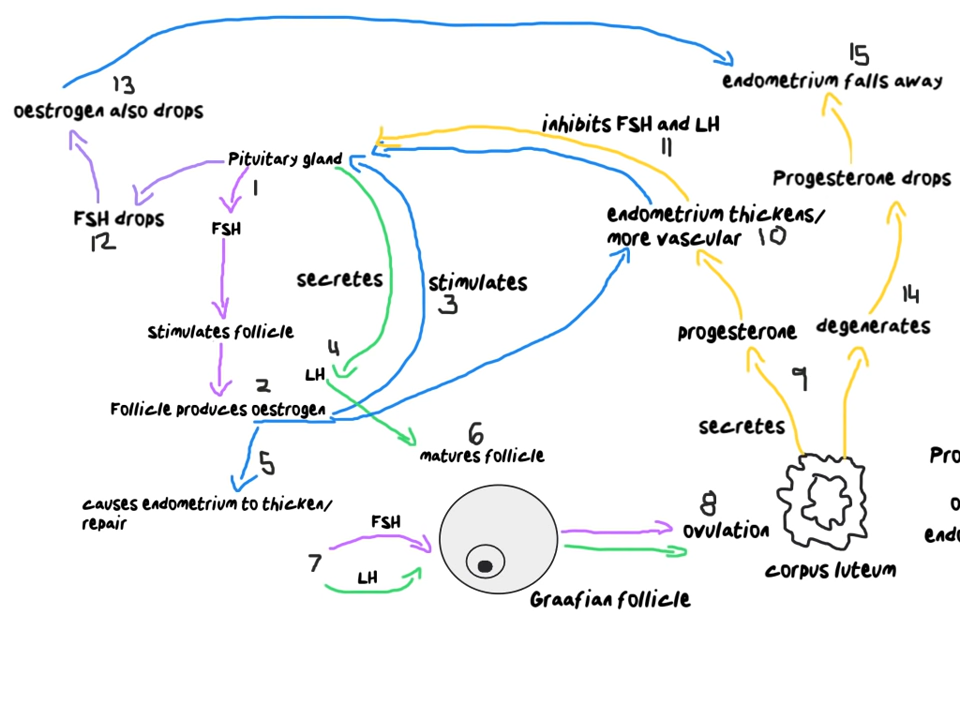 15
endometrium falls away
13
oestrogen also drops
inhibits FSH and LH
11
Pituitary gland
1
Progesterone drops
FSH drops
12
FSH
endometrium thickens/
more vascular 10
secretes
stimulates
3
14
Stimulates follicle
progesterone
degenerates
4
LH
9
2
Follicle produces oestrogen
secretes
6
matures follicle
5
Pro
causes endometrium to thicken/
repair
8
ovulation
o
endo
FSH
7
LH
corpus luteum
Graafian follicle